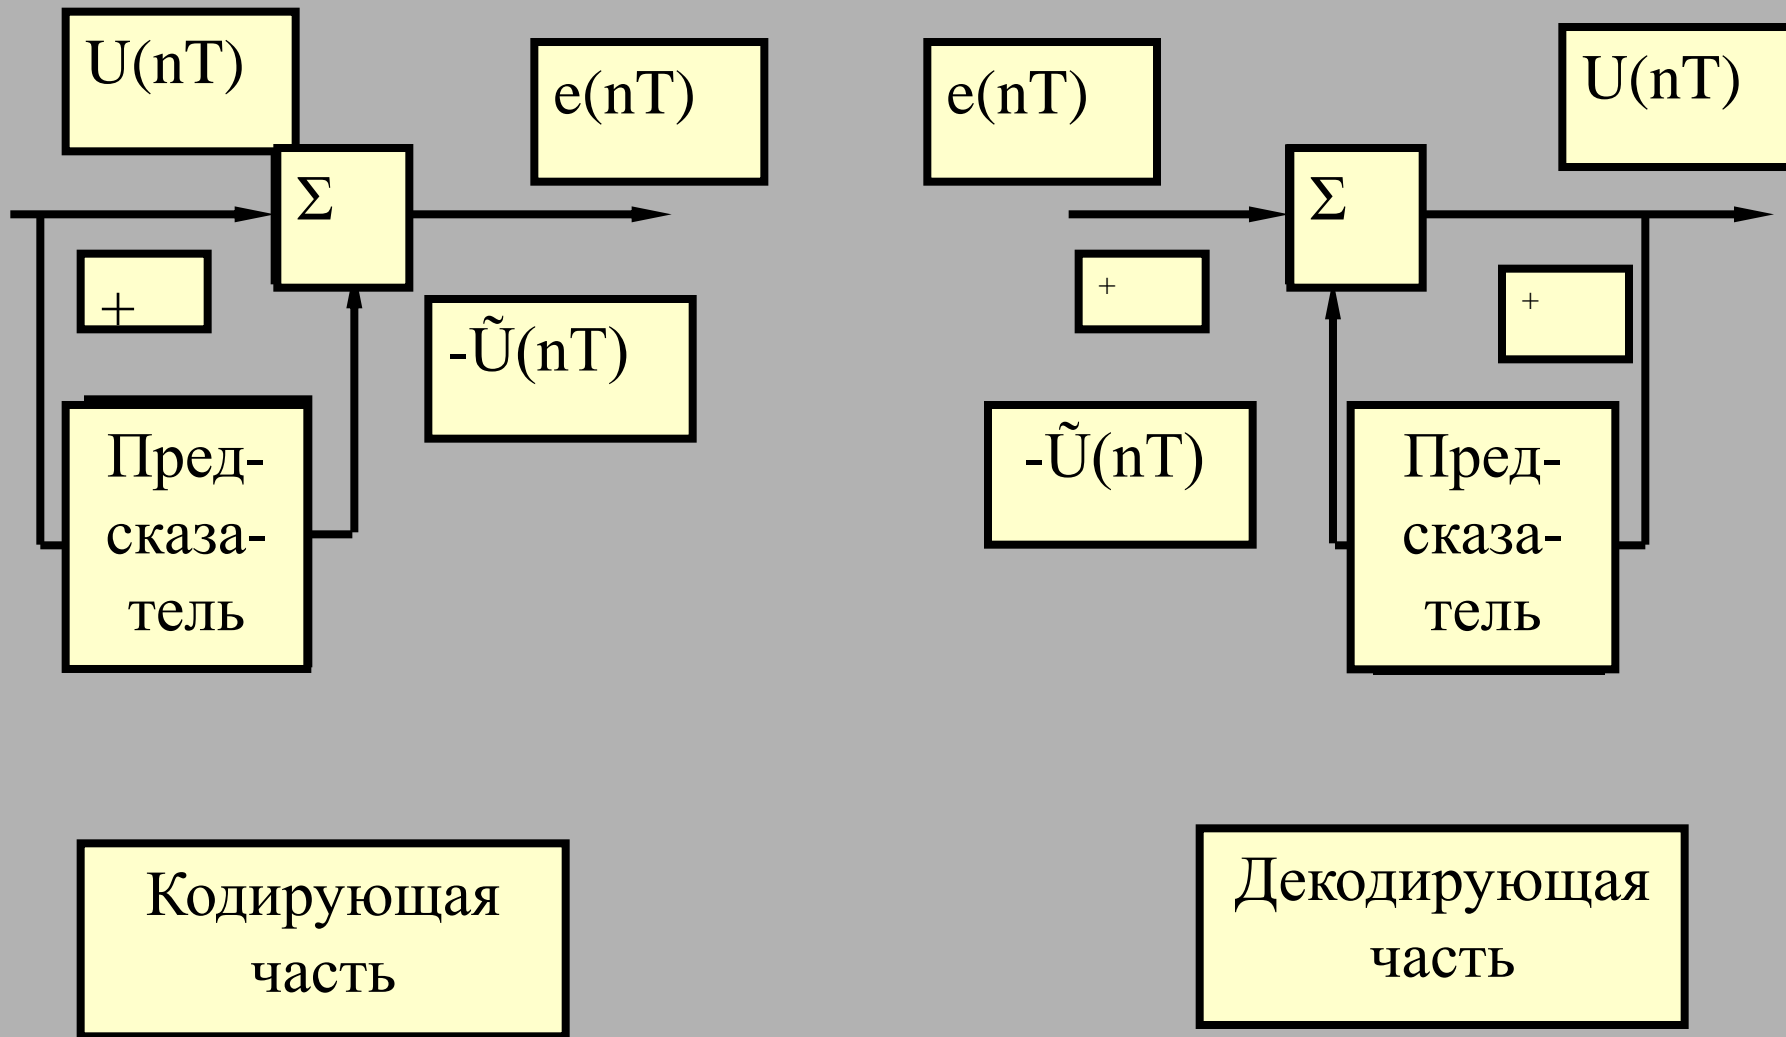 U(nT)
e(nT)
Σ
+
-Ũ(nT)
Пред-
сказа-
тель
Кодирующая
часть
e(nT)
U(nT)
Σ
+
+
-Ũ(nT)
Пред-
сказа-
тель
Декодирующая
часть